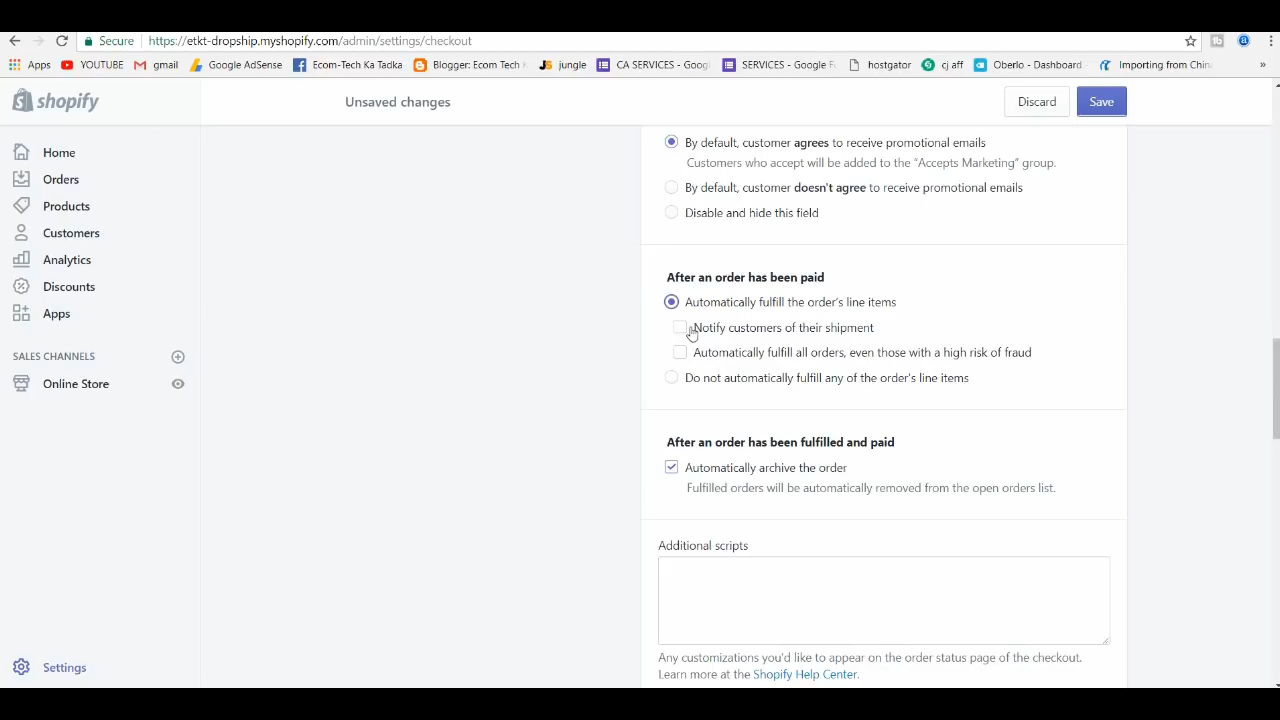 Secure
https://etkt-dropship.myshopify.com/admin/settings/checkout
Apps
YOUTUBE
gmail
Google AdSense
Ecom-Tech Ka Tadka
Blogger: Ecom Tech
jungle
CA SERVICES - Goog
SERVICES - Google F
hostgator
cj aff
Oberlo - Dashboard
Importing from Chin
»
shopify
Unsaved changes
Discard
Save
Home
Orders
Products
Customers
Analytics
Discounts
Apps
SALES CHANNELS
Online Store
Settings
By default, customer agrees to receive promotional emails
Customers who accept will be added to the “Accepts Marketing” group.
By default, customer doesn't agree to receive promotional emails
Disable and hide this field
After an order has been paid
Automatically fulfill the order's line items
Notify customers of their shipment
Automatically fulfill all orders, even those with a high risk of fraud
Do not automatically fulfill any of the order's line items
After an order has been fulfilled and paid
Automatically archive the order
Fulfilled orders will be automatically removed from the open orders list.
Additional scripts
Any customizations you'd like to appear on the order status page of the checkout.
Learn more at the Shopify Help Center.